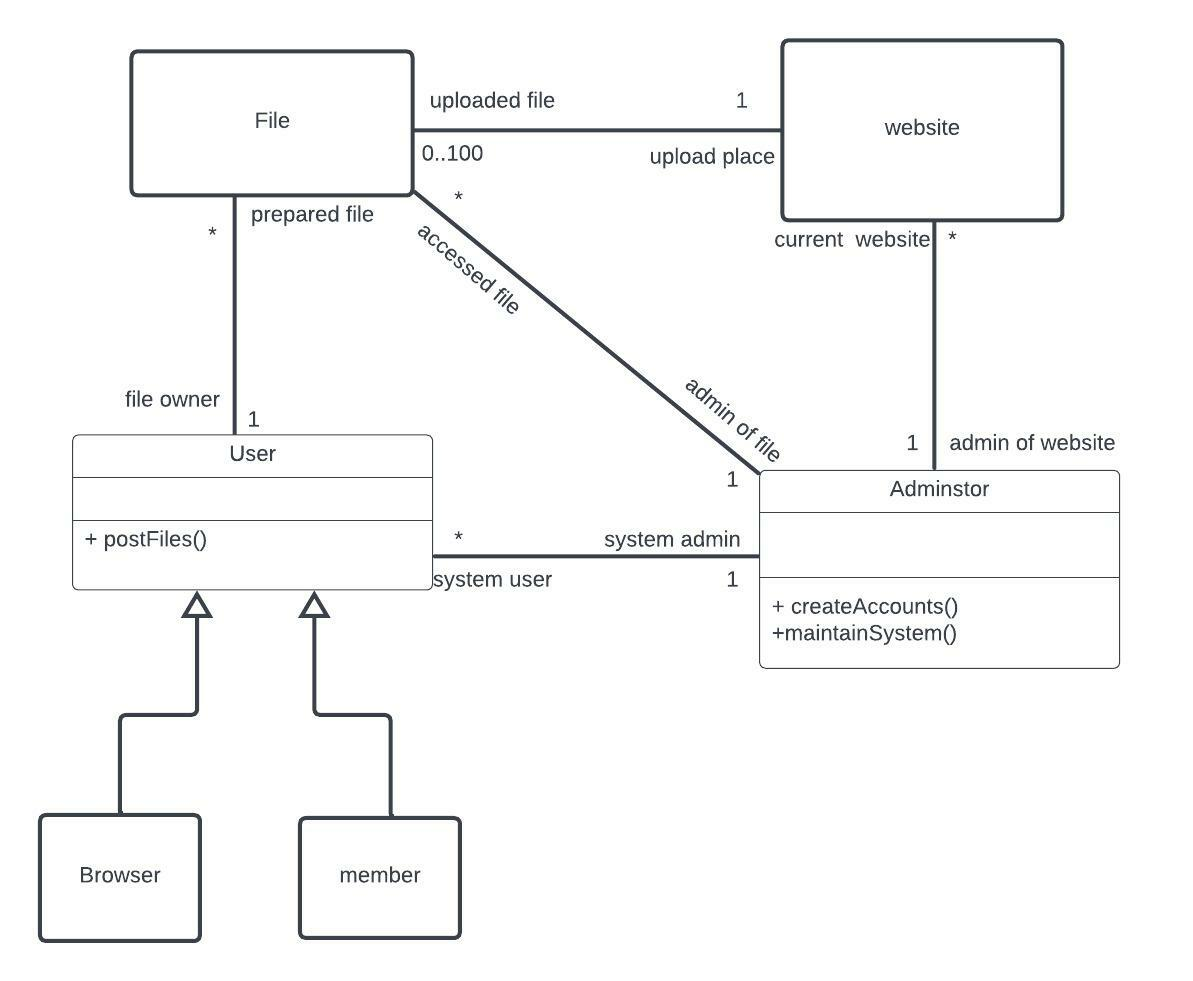 File
website
uploaded file
1
0..100
upload place
*
prepared file
*
accessed file
current  website
*
file owner
1
admin of file
1
1
admin of website
User
+ postFiles()
*
system admin
system user
1
Adminstor
+ createAccounts()
+maintainSystem()
Browser
member